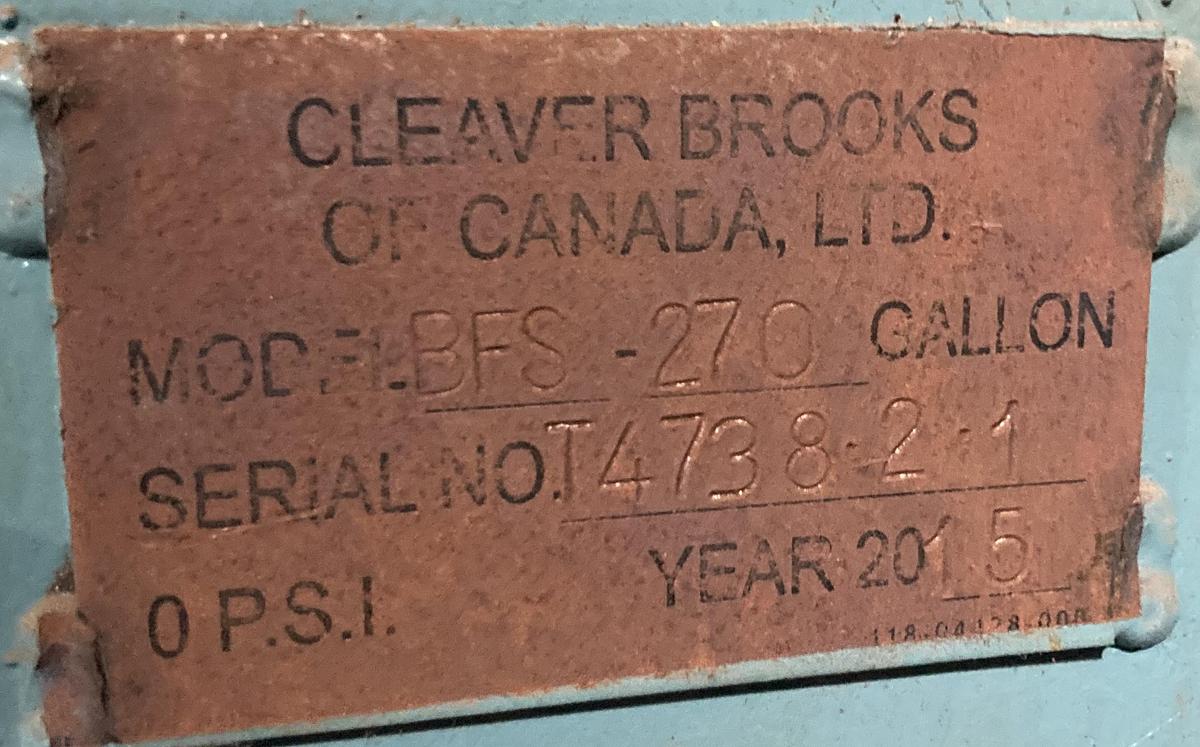 CLEAVER BROOKS
OF CANADA, LTD.
MODEL BFS-270 GALLON
SERIAL NO. T4738-2-1
YEAR 2015
0 P.S.I.